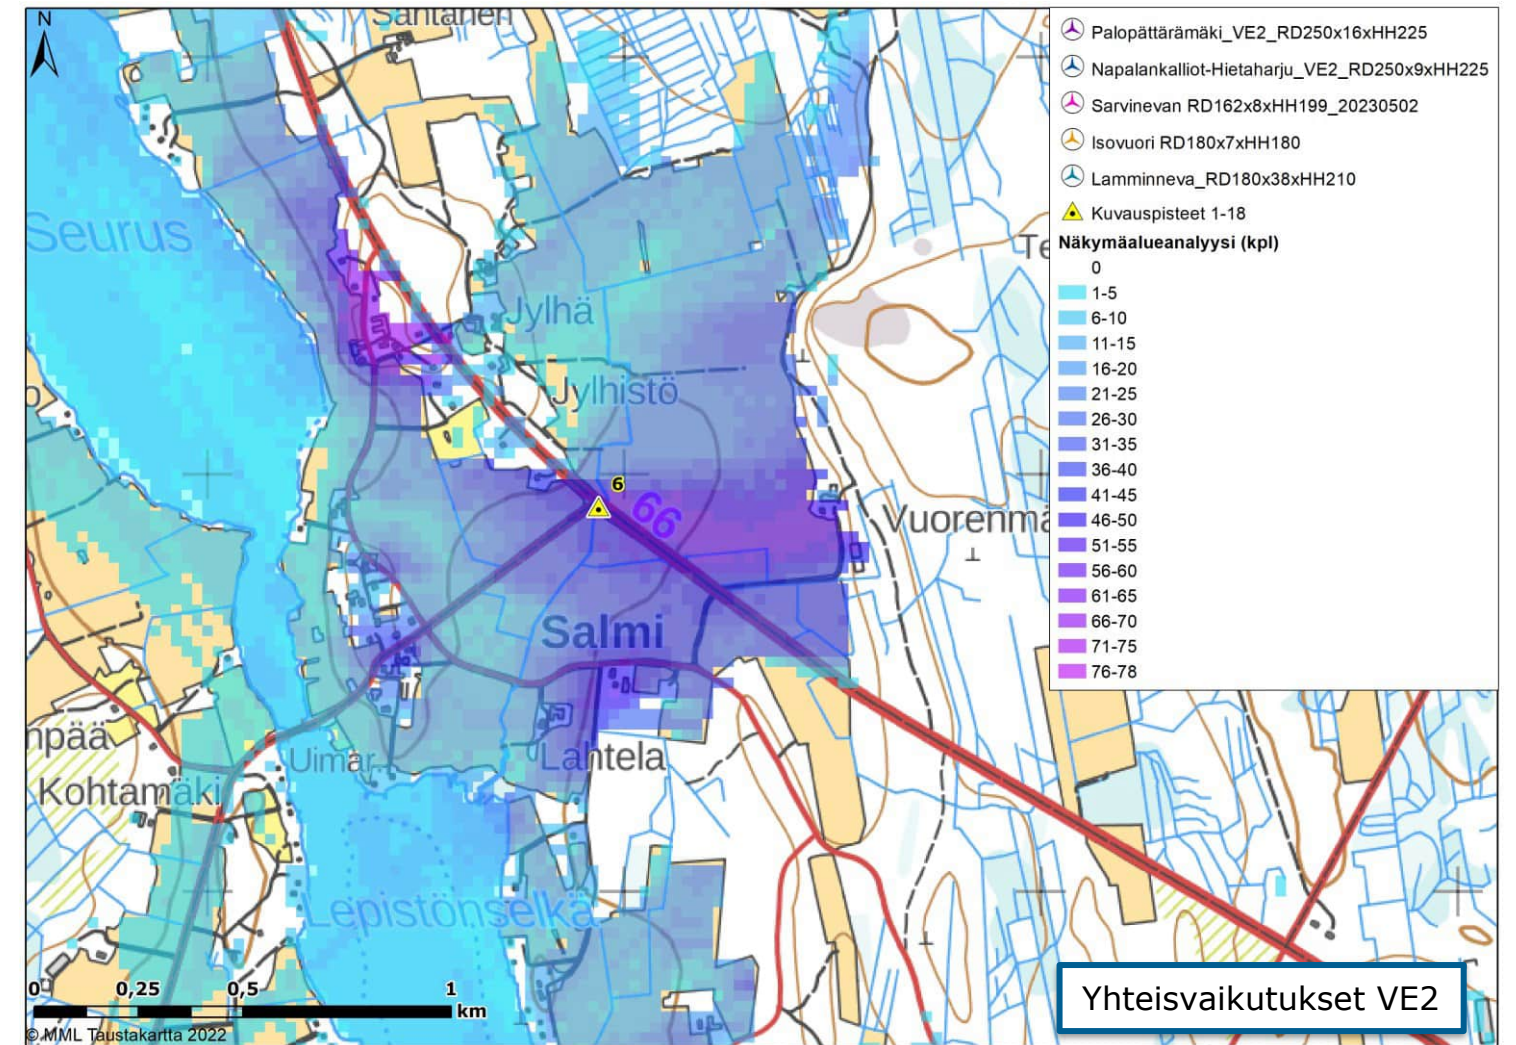 N
Palopättärämäki_VE2_RD250x16xHH225
Napalankalliot-Hietaharju_VE2_RD250x9xHH225
Sarvinevan RD162x8xHH199_20230502
Isovuori RD180x7xHH180
Lamminneva_RD180x38xHH210
Kuvauspisteet 1-18
Näkymäalueanalyysi (kpl)
0
1-5
6-10
11-15
16-20
21-25
26-30
31-35
36-40
41-45
46-50
51-55
56-60
61-65
66-70
71-75
76-78
Santanen
Seurus
Te
Jylhä
Jylhistö
6
66
Vuorenmä
Salmi
npää
Uimar.
Lahtela
Kohtamäki
Lepistönselkä
0 0,25 0,5 1
km
© MML Taustakartta 2022
Yhteisvaikutukset VE2